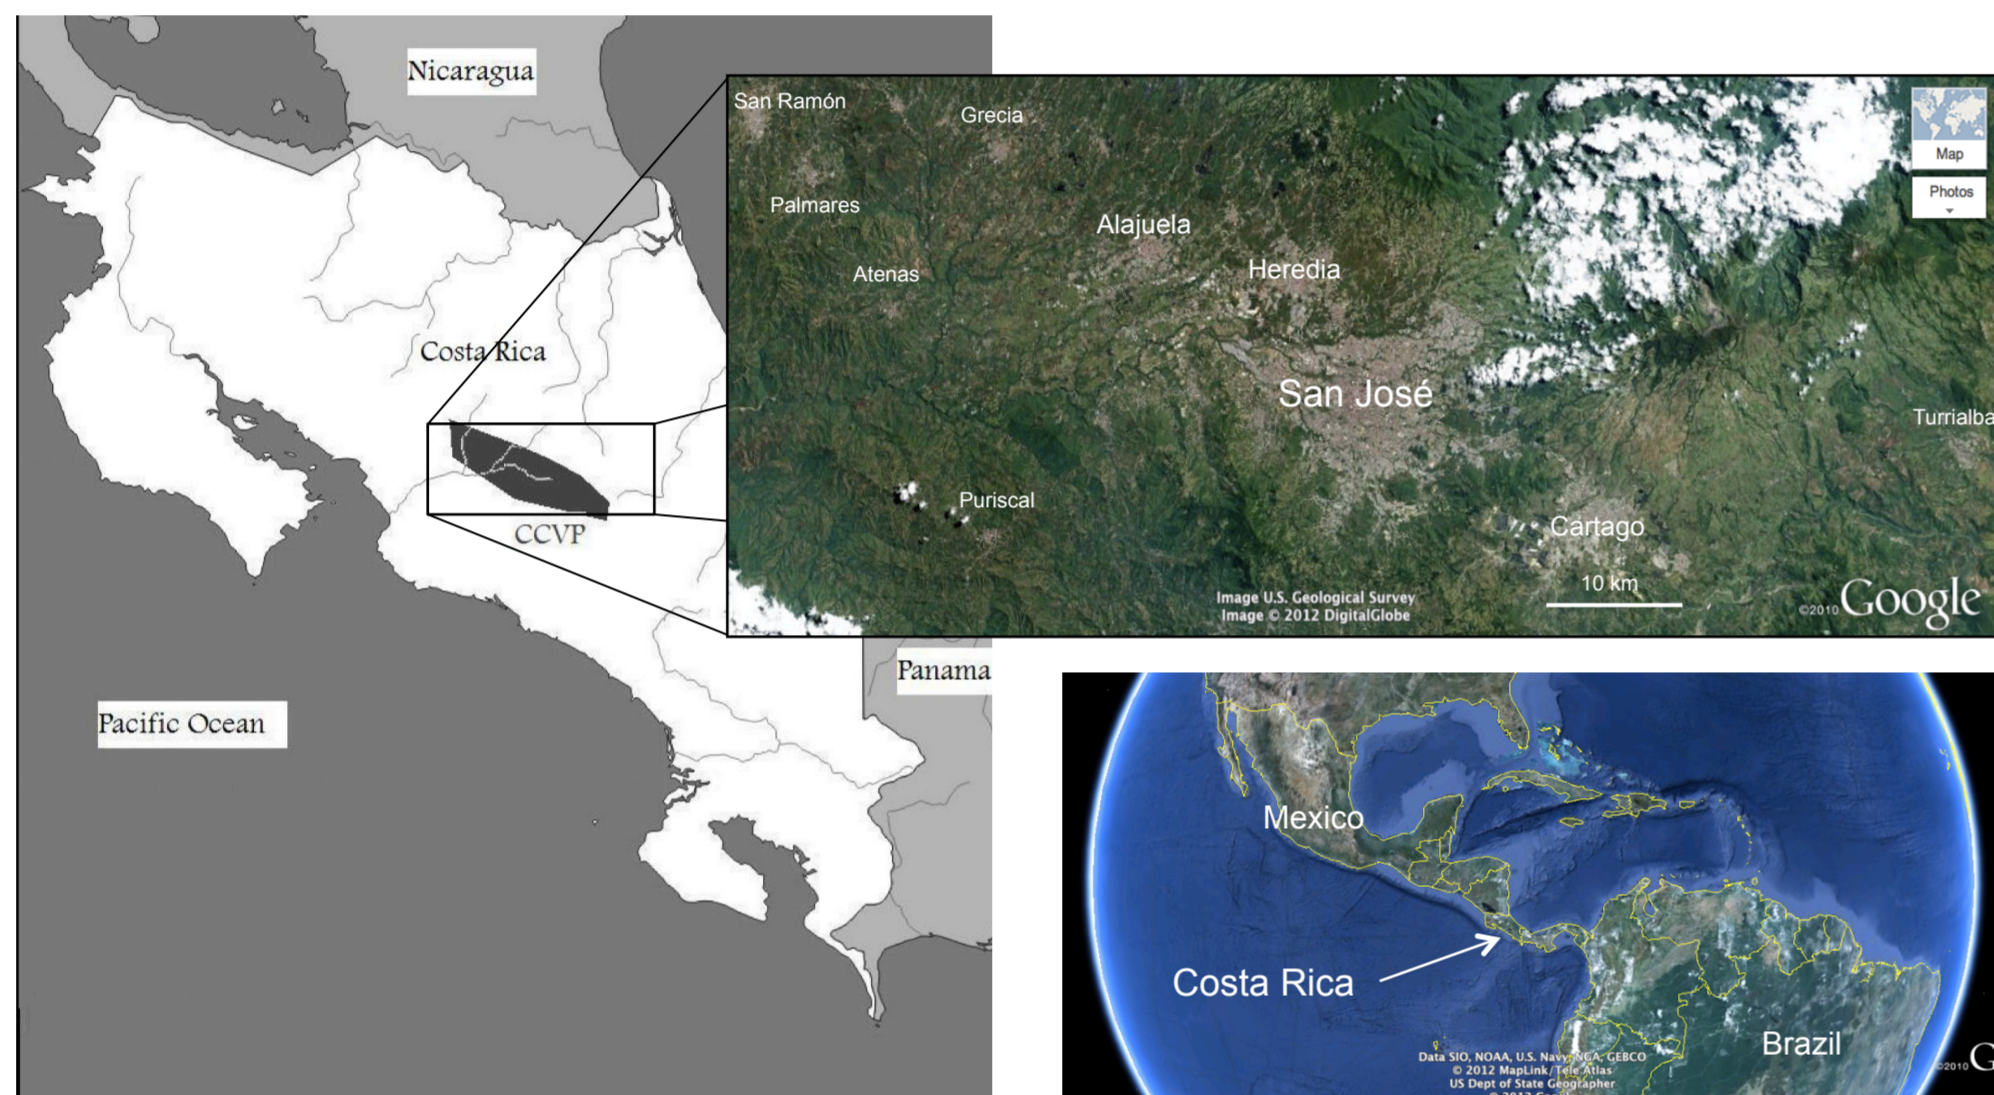 Nicaragua
Costa Rica
CCVP
Pacific Ocean
Panama
San Ramón
Grecia
Palmares
Alajuela
Atenas
Heredia
San José
Turrialba
Puriscal
Cartago
10 km
Map
Photos
Image U.S. Geological Survey
Image © 2012 DigitalGlobe
©2010 Google
Mexico
Costa Rica
Brazil
Data SIO, NOAA, U.S. Navy, NGA, GEBCO
© 2012 MapLink/Tele Atlas
US Dept of State Geographer
©2010 G